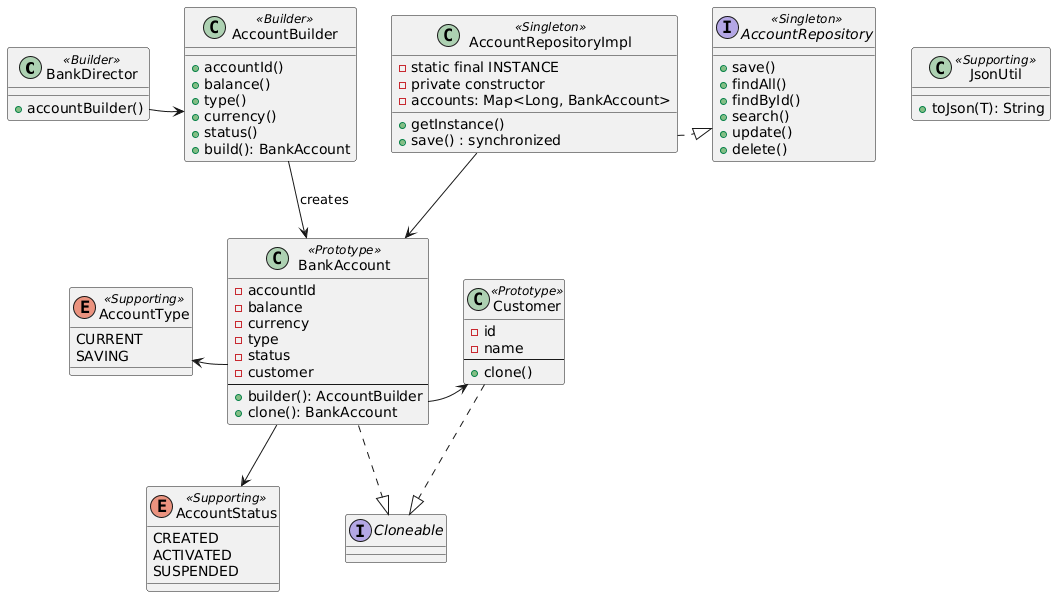 C «Builder»
BankDirector
accountBuilder()
C «Builder»
AccountBuilder
accountId()
balance()
type()
currency()
status()
build(): BankAccount
C «Singleton»
AccountRepositoryImpl
static final INSTANCE
private constructor
accounts: Map<Long, BankAccount>
getInstance()
save() : synchronized
I «Singleton»
AccountRepository
save()
findAll()
findById()
search()
update()
delete()
C «Supporting»
JsonUtil
toJson(T): String
creates
E «Supporting»
AccountType
CURRENT
SAVING
C «Prototype»
BankAccount
accountId
balance
currency
type
status
customer
builder(): AccountBuilder
clone(): BankAccount
C «Prototype»
Customer
id
name
clone()
E «Supporting»
AccountStatus
CREATED
ACTIVATED
SUSPENDED
I Cloneable